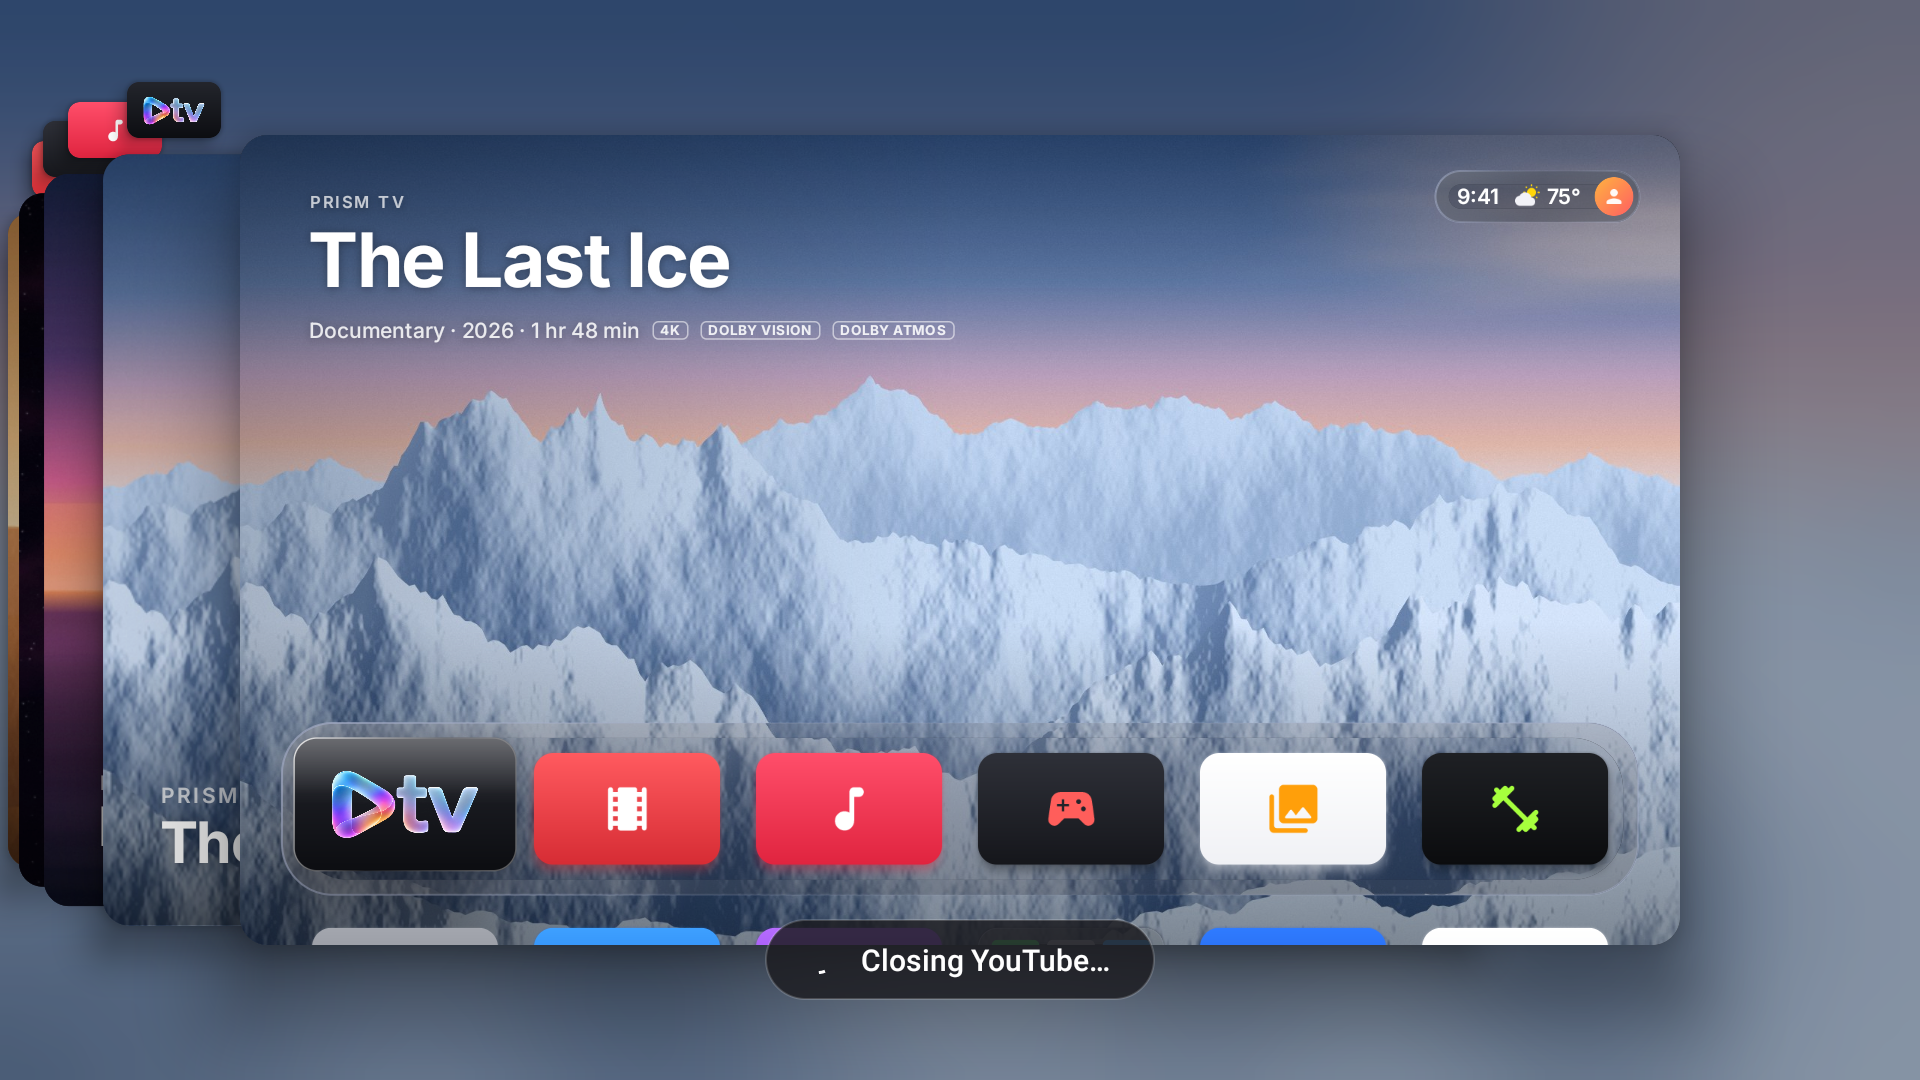 tv
PRISM TV
The Last Ice
Documentary · 2026 · 1 hr 48 min 4K DOLBY VISION DOLBY ATMOS
9:41 75°
PRISM
The
tv
Closing YouTube...